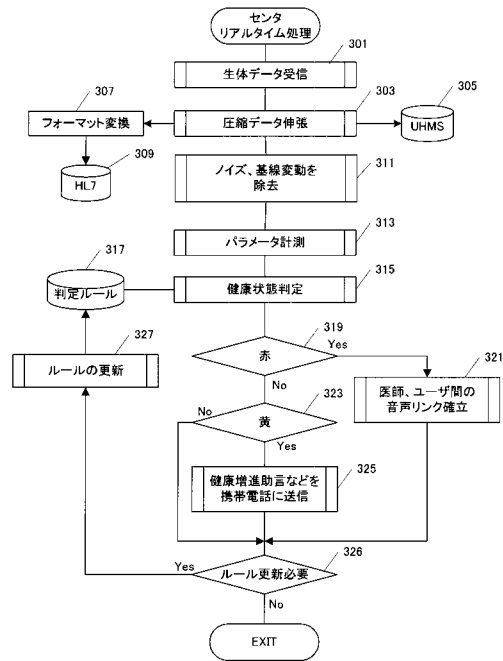 センタ
リアルタイム処理
301
生体データ受信
307
303
305
フォーマット変換
圧縮データ伸張
UHMS
309
HL7
311
ノイズ、基線変動を
除去
313
パラメータ計測
317
315
判定ルール
健康状態判定
319
赤
Yes
No
327
ルールの更新
321
医師、ユーザ間の
音声リンク確立
323
No
黄
Yes
325
健康増進助言などを
携帯電話に送信
326
Yes
ルール更新必要
No
EXIT